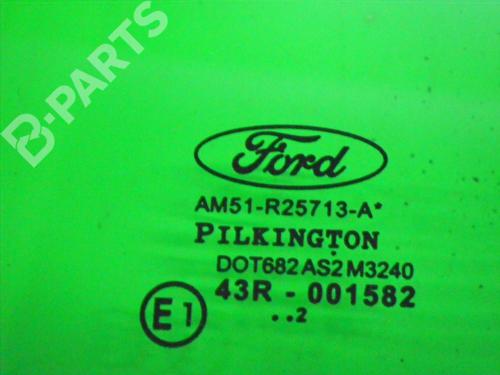 B-PARTS
Ford
AM51-R25713-A*
PILKINGTON
DOT682 AS2 M3240
43R - 001582
E1
..2